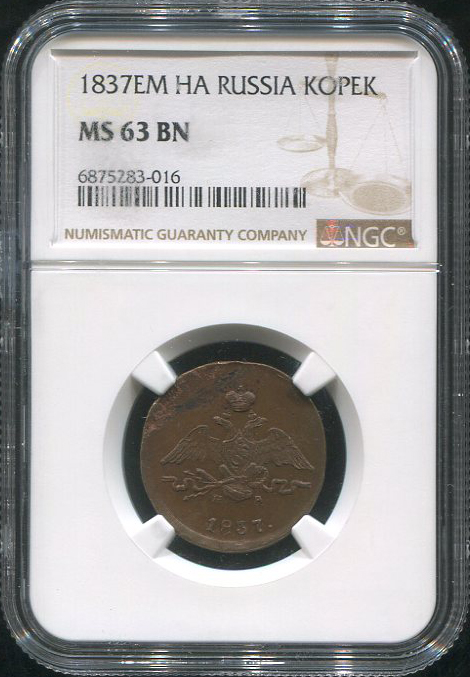 1837EM HA RUSSIA KOPEK
MS 63 BN
6875283-016
NUMISMATIC GUARANTY COMPANY NGC®
1837.